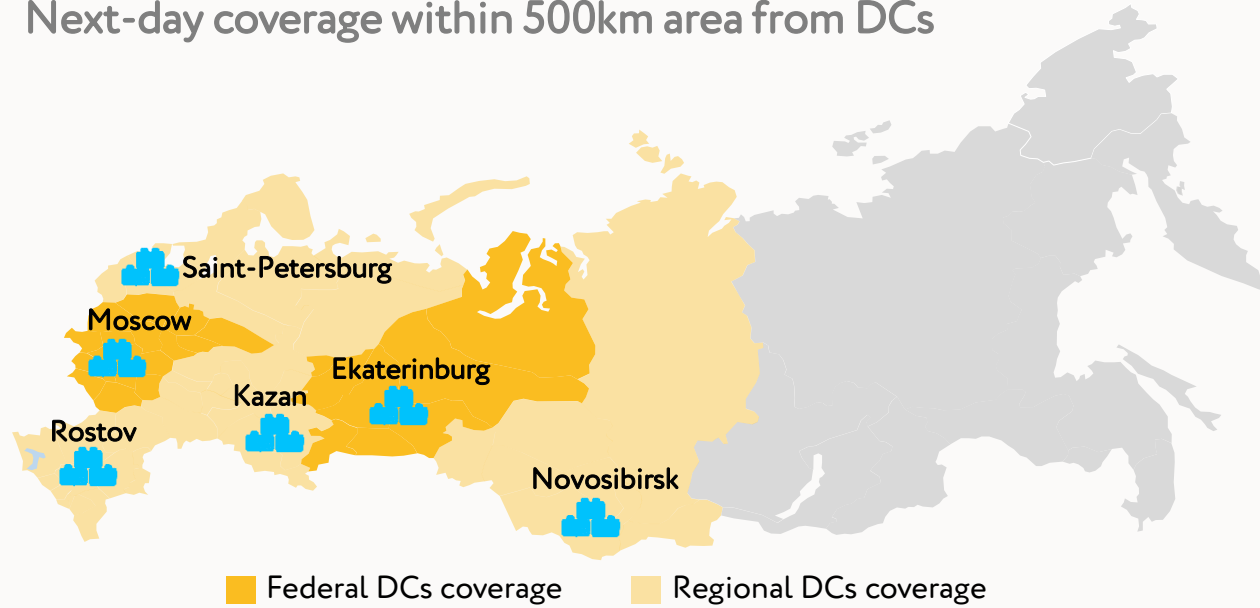 Next-day coverage within 500km area from DCs
Saint-Petersburg
Moscow
Ekaterinburg
Kazan
Rostov
Novosibirsk
Federal DCs coverage
Regional DCs coverage